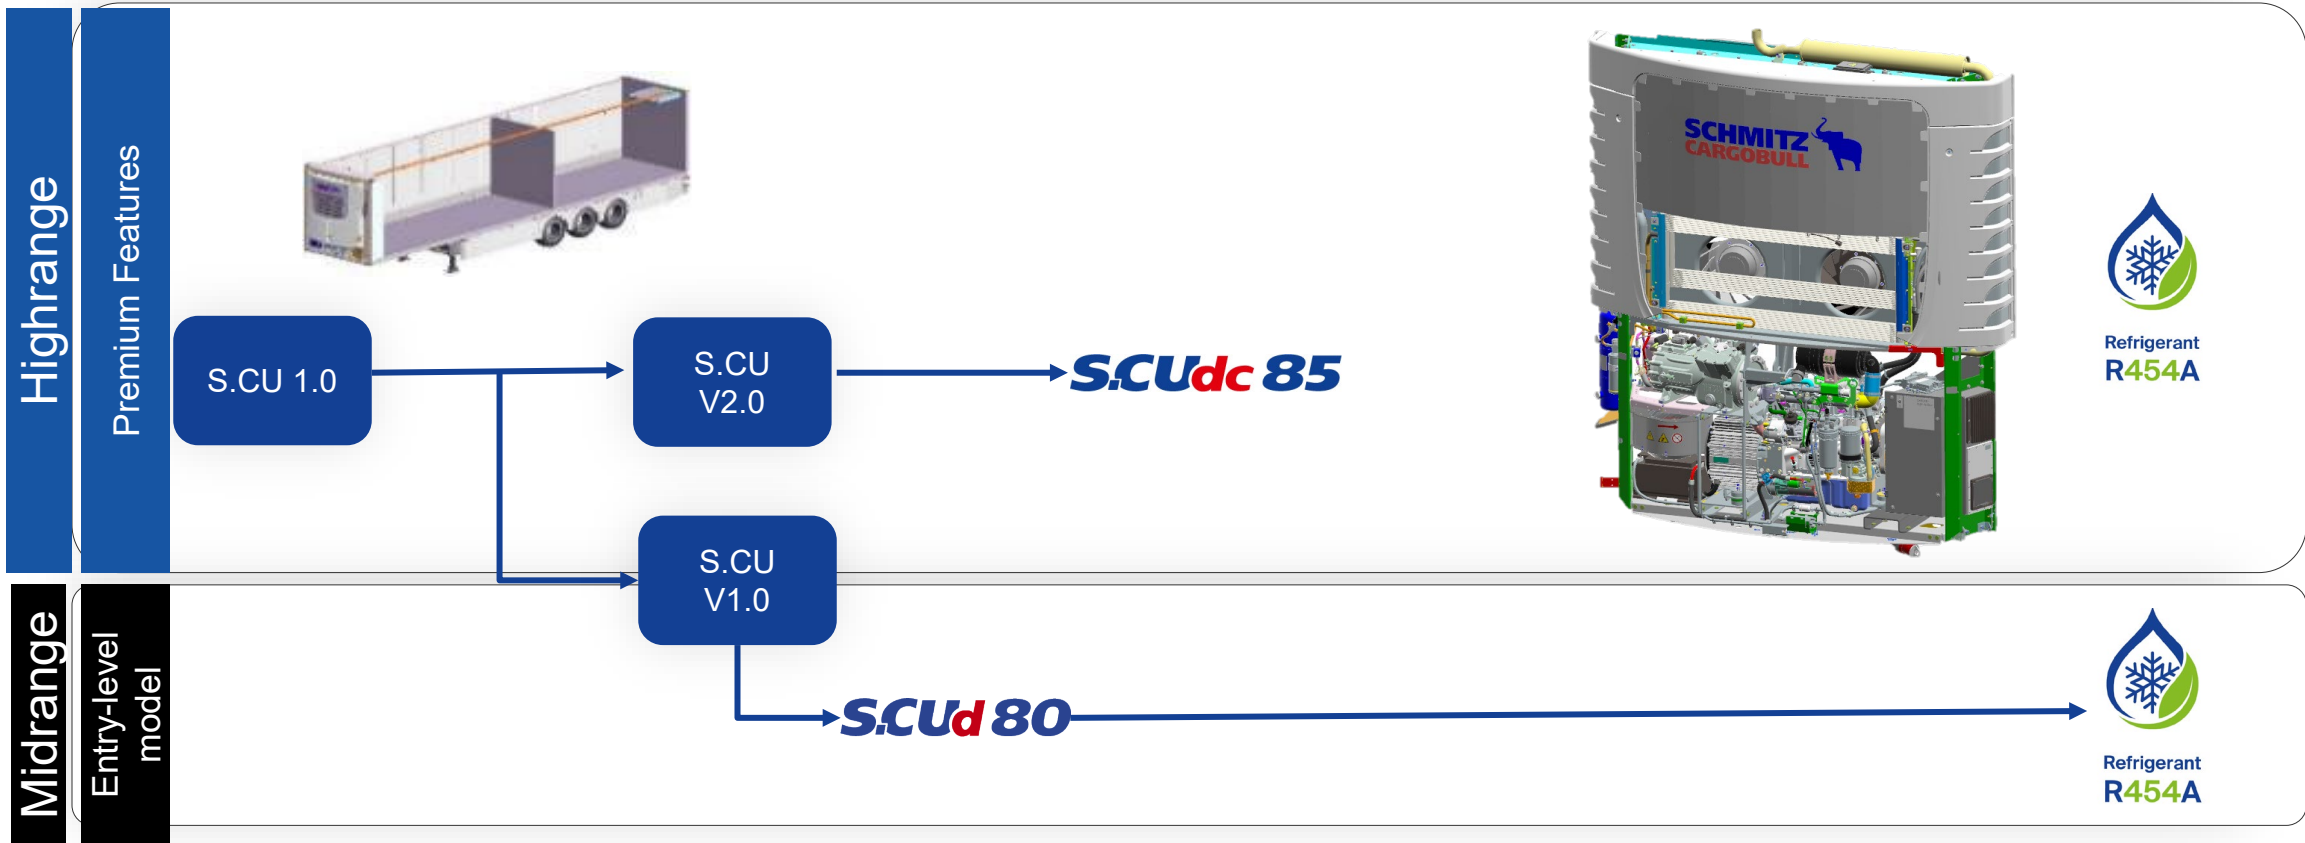 Highrange
Premium Features
S.CU 1.0
S.CU
V2.0
S.CUdc 85
SCHMITZ
CARGOBULL
Refrigerant
R454A
S.CU
V1.0
Midrange
Entry-level
model
S.CUd 80
Refrigerant
R454A